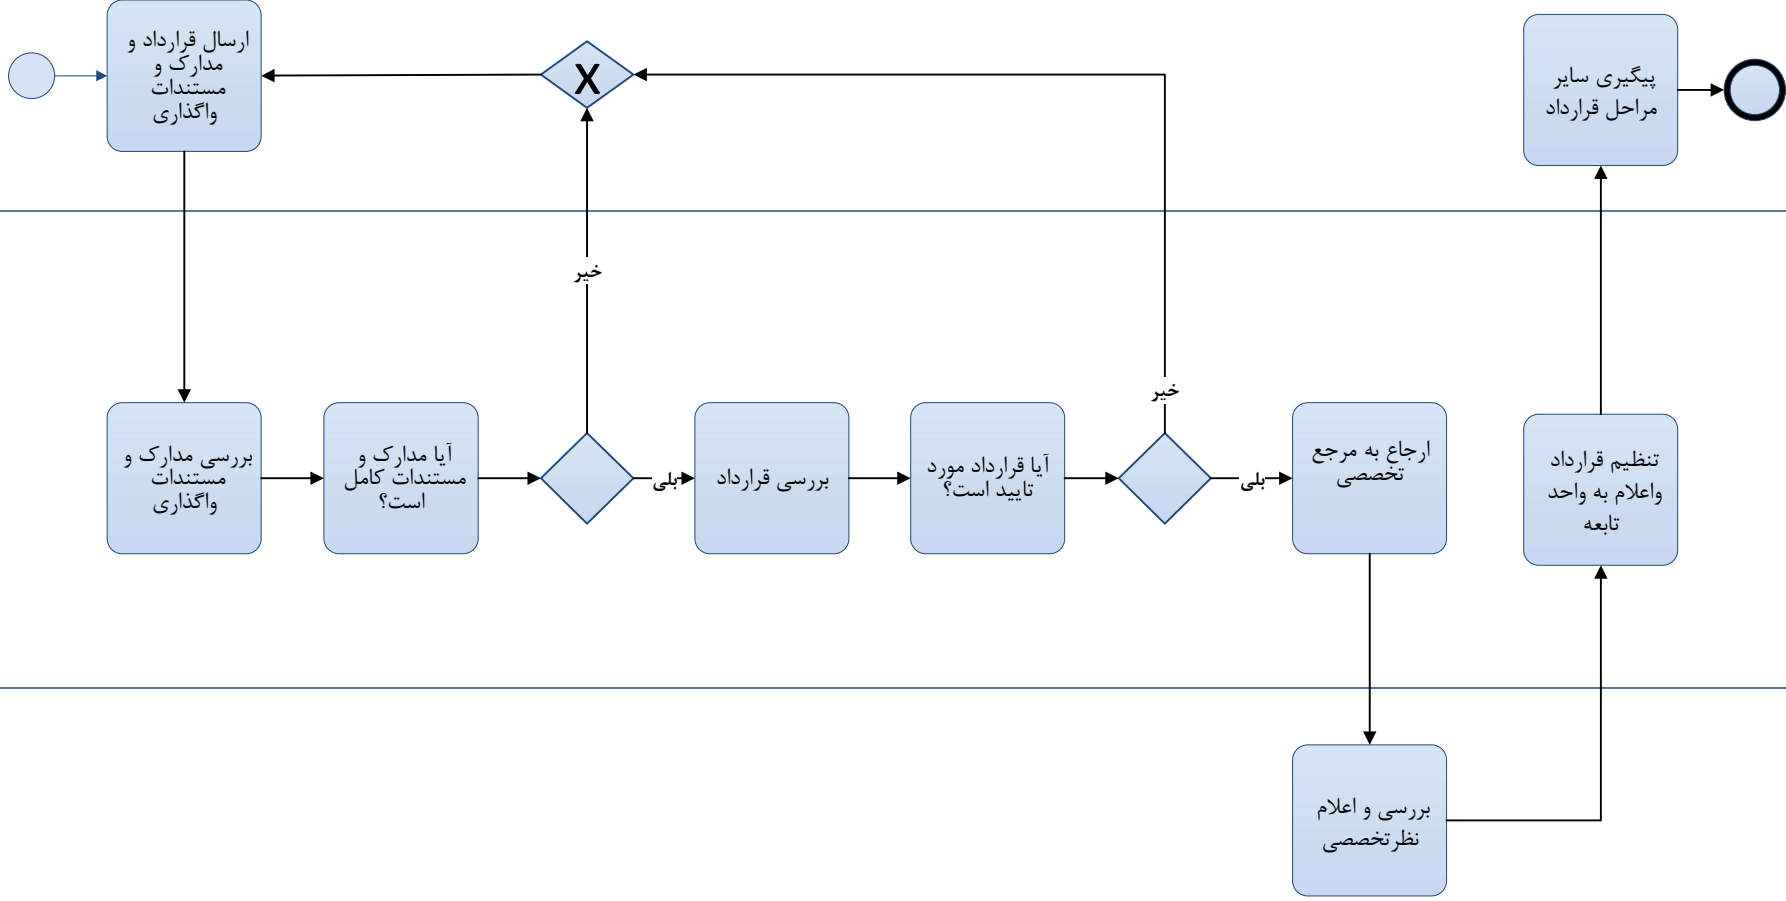 ارسال قرارداد و
مدارک و
مستندات
واگذاری
X
پیگیری سایر
مراحل قرارداد
خیر
خیر
بررسی مدارک و
مستندات
واگذاری
آیا مدارک و
مستندات کامل
است؟
بلی
بررسی قرارداد
آیا قرارداد مورد
تایید است؟
بلی
ارجاع به مرجع
تخصصی
تنظیم قرارداد
واعلام به واحد
تابعه
بررسی و اعلام
نظرتخصصی